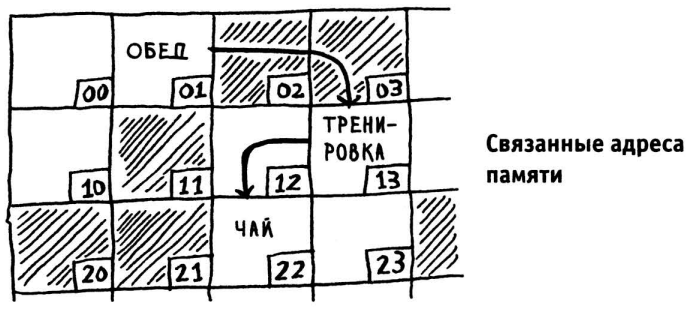 ОБЕД
00 01 02 03
ТРЕНИ-
РОВКА
10 11 12 13
ЧАЙ
20 21 22 23
Связанные адреса
памяти